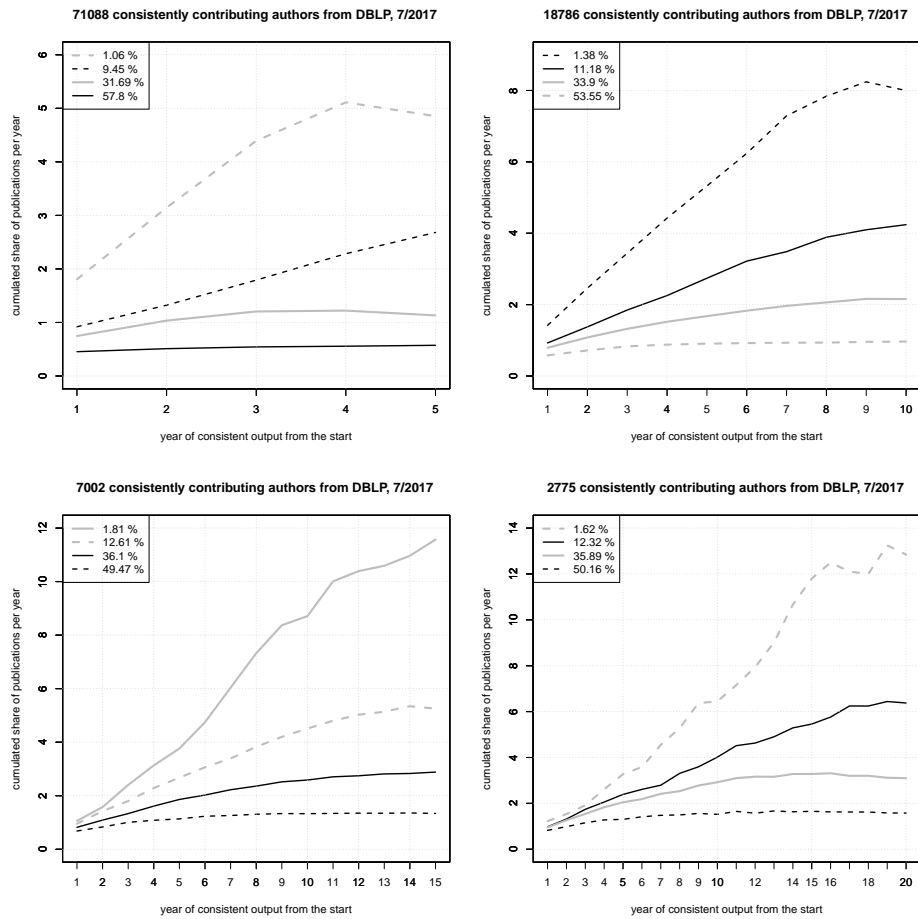 71088 consistently contributing authors from DBLP, 7/2017
cumulated share of publications per year
6
5
4
3
2
1
0
1.06 %
9.45 %
31.69 %
57.8 %
1 2 3 4 5
year of consistent output from the start
18786 consistently contributing authors from DBLP, 7/2017
cumulated share of publications per year
8
6
4
2
0
1.38 %
11.18 %
33.9 %
53.55 %
1 2 3 4 5 6 7 8 9 10
year of consistent output from the start
7002 consistently contributing authors from DBLP, 7/2017
cumulated share of publications per year
12
10
8
6
4
2
0
1.81 %
12.61 %
36.1 %
49.47 %
1 2 3 4 5 6 7 8 9 10 11 12 13 14 15
year of consistent output from the start
2775 consistently contributing authors from DBLP, 7/2017
cumulated share of publications per year
14
12
10
8
6
4
2
0
1.62 %
12.32 %
35.89 %
50.16 %
1 2 3 4 5 6 7 8 9 10 12 14 15 16 18 20
year of consistent output from the start